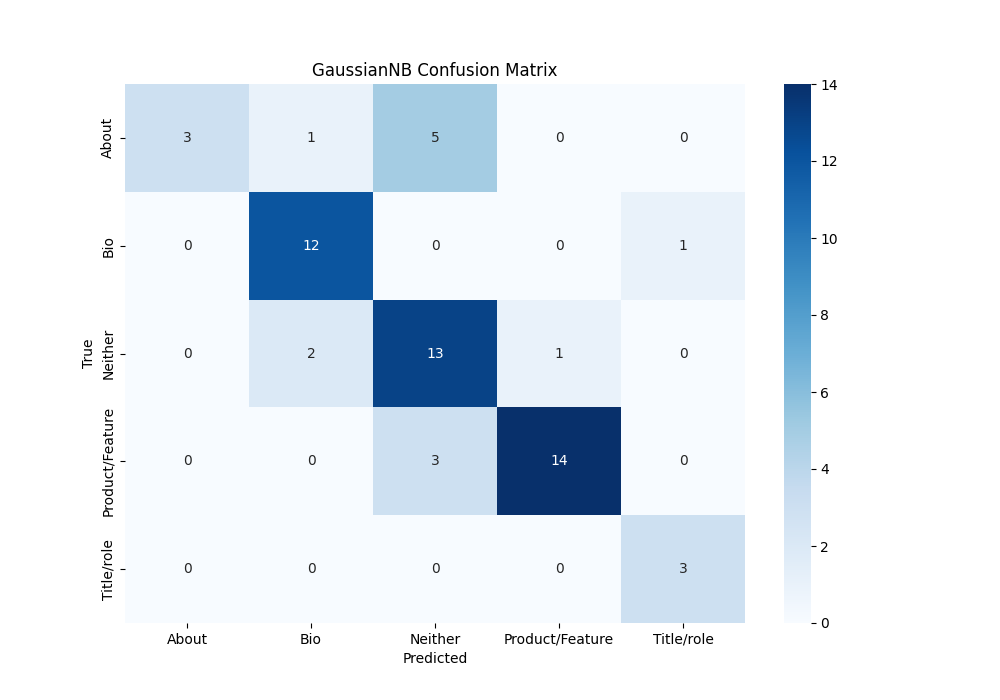 GaussianNB Confusion Matrix
About 3 1 5 0 0
Bio 0 12 0 0 1
Neither 0 2 13 1 0
Product/Feature 0 0 3 14 0
Title/role 0 0 0 0 3
True
About Bio Neither Product/Feature Title/role
Predicted
14
12
10
8
6
4
2
0